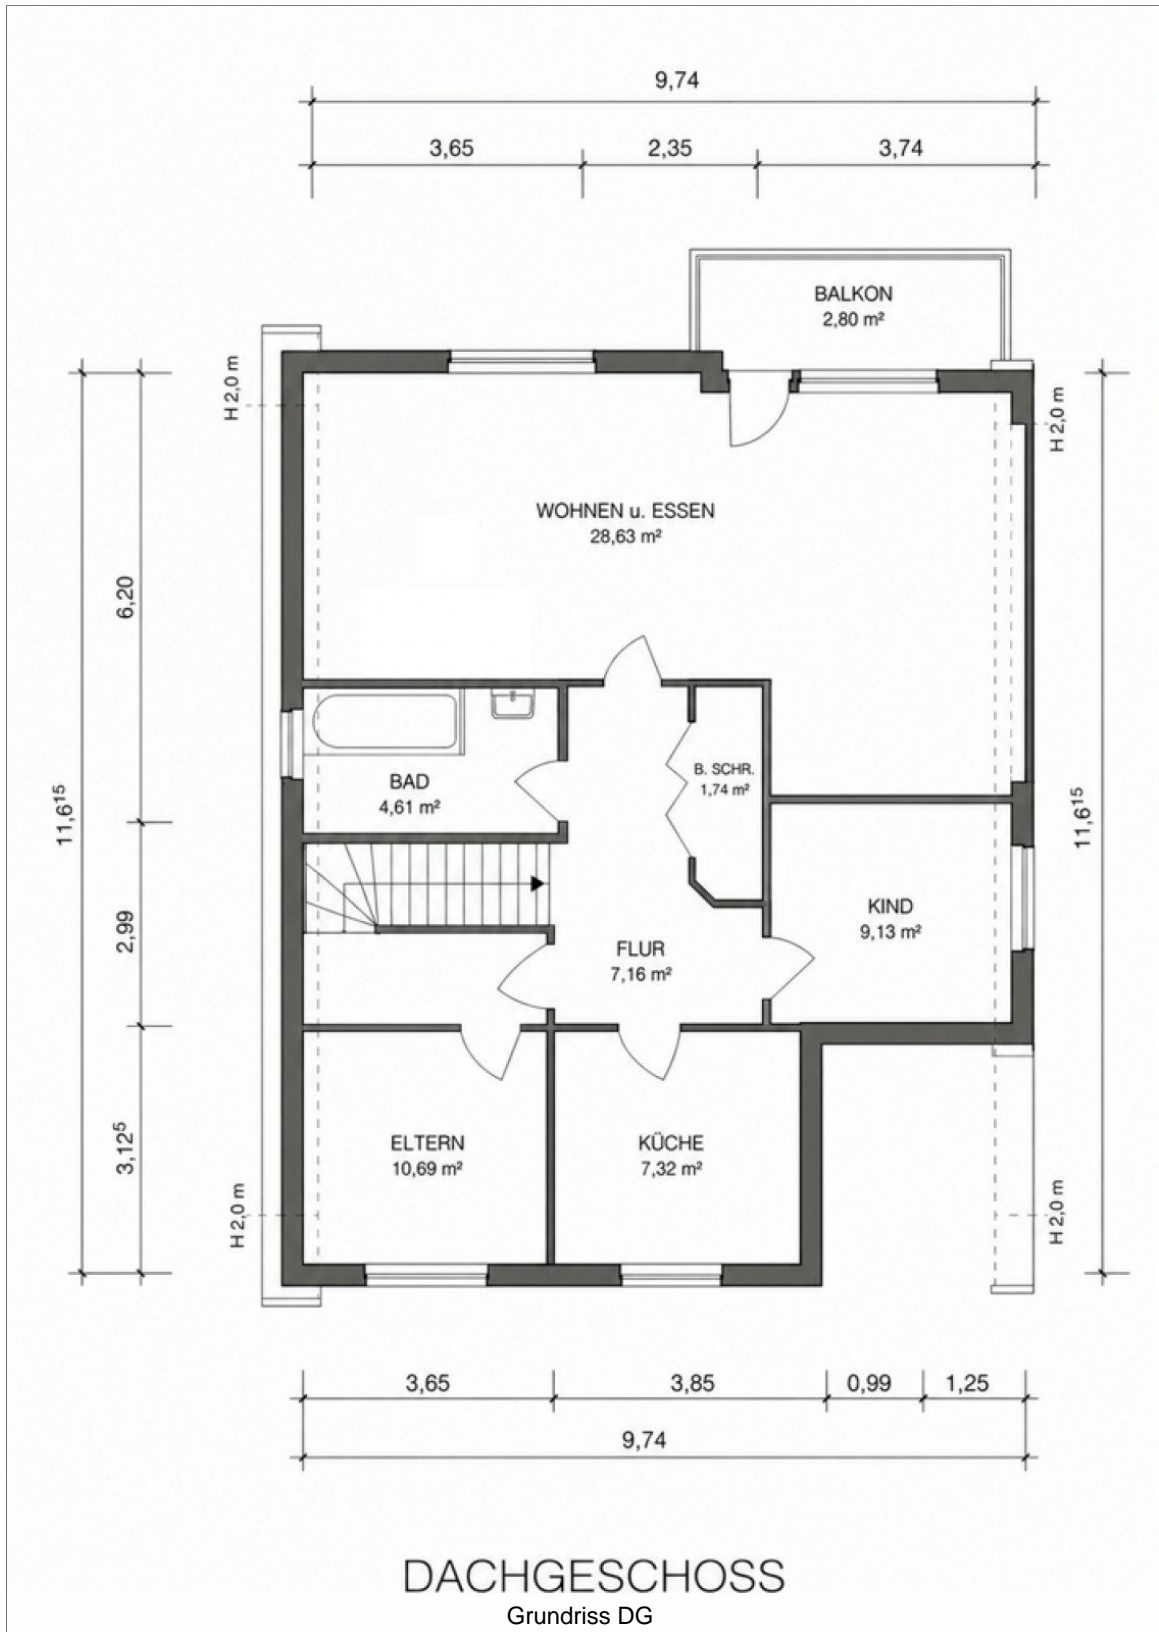 9,74
3,65 2,35 3,74
BALKON
2,80 m²
H 2,0 m
H 2,0 m
WOHNEN u. ESSEN
28,63 m²
6,20
11,6¹⁵
B. SCHR.
1,74 m²
BAD
4,61 m²
11,6¹⁵
2,99
KIND
9,13 m²
FLUR
7,16 m²
3,12⁵
ELTERN
10,69 m²
KÜCHE
7,32 m²
H 2,0 m
H 2,0 m
3,65 3,85 0,99 1,25
9,74
DACHGESCHOSS
Grundriss DG